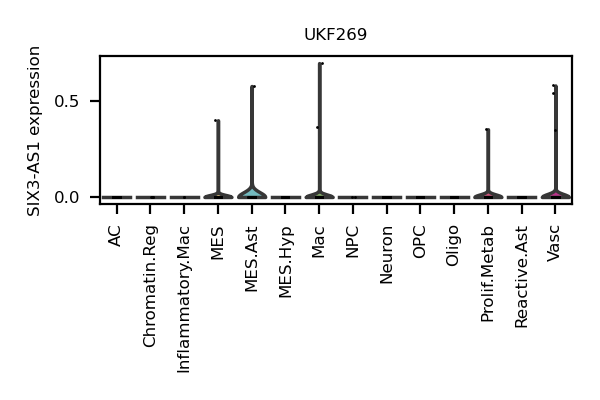 UKF269
SIX3-AS1 expression
0.5
0.0
AC
Chromatin.Reg
Inflammatory.Mac
MES
MES.Ast
MES.Hyp
Mac
NPC
Neuron
OPC
Oligo
Prolif.Metab
Reactive.Ast
Vasc